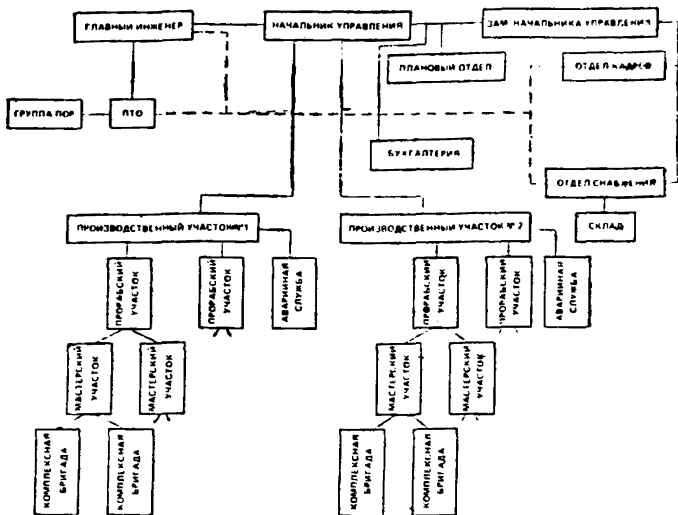 ГЛАВНЫЙ ИНЖЕНЕР
НАЧАЛЬНИК УПРАВЛЕНИЯ
ЗАМ НАЧАЛЬНИКА УПРАВЛЕНИЯ
ПЛАНОВЫЙ ОТДЕЛ
ОТДЕЛ КАДРОВ
ГРУППА ПОР
ПТО
БУХГАЛТЕРИЯ
ОТДЕЛ СНАБЖЕНИЯ
ПРОИЗВОДСТВЕННЫЙ УЧАСТОК №1
ПРОИЗВОДСТВЕННЫЙ УЧАСТОК № 2
СКЛАД
ПРОРАБСКИЙ
УЧАСТОК
ПРОРАБСКИЙ
УЧАСТОК
АВАРИЙНАЯ
СЛУЖБА
ПРОРАБСКИЙ
УЧАСТОК
ПРОРАБСКИЙ
УЧАСТОК
АВАРИЙНАЯ
СЛУЖБА
МАСТЕРСКИЙ
УЧАСТОК
МАСТЕРСКИЙ
УЧАСТОК
МАСТЕРСКИЙ
УЧАСТОК
МАСТЕРСКИЙ
УЧАСТОК
КОМПЛЕКСНАЯ
БРИГАДА
КОМПЛЕКСНАЯ
БРИГАДА
КОМПЛЕКСНАЯ
БРИГАДА
КОМПЛЕКСНАЯ
БРИГАДА